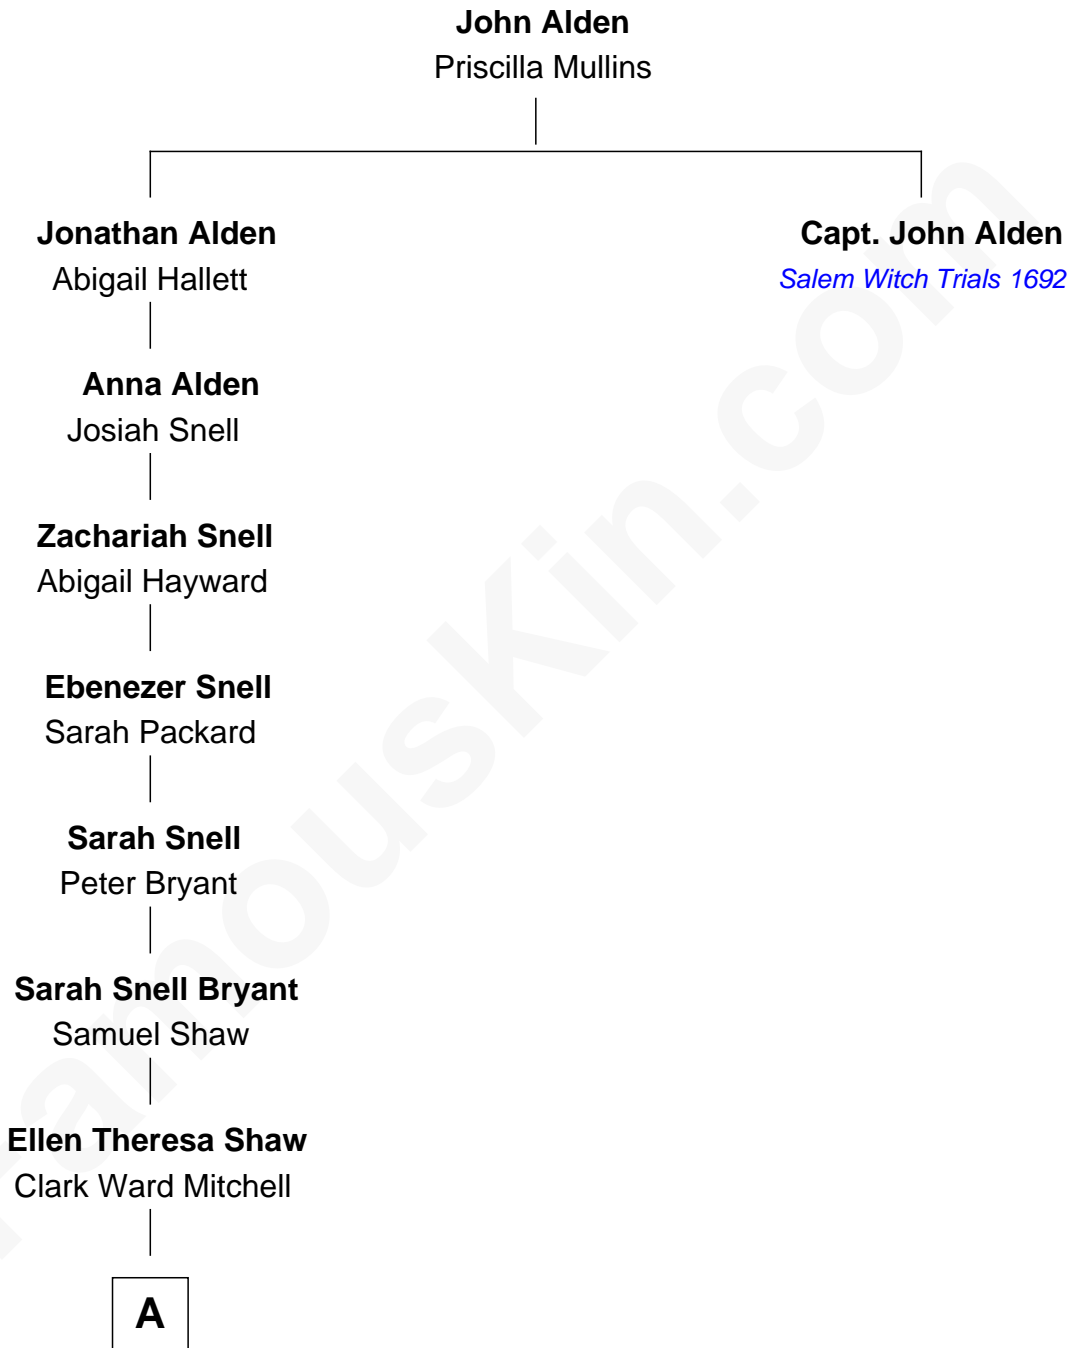 John Alden
Priscilla Mullins
Jonathan Alden
Abigail Hallett
Capt. John Alden
Salem Witch Trials 1692
Anna Alden
Josiah Snell
Zachariah Snell
Abigail Hayward
Ebenezer Snell
Sarah Packard
Sarah Snell
Peter Bryant
Sarah Snell Bryant
Samuel Shaw
Ellen Theresa Shaw
Clark Ward Mitchell
A
FamousKin.com